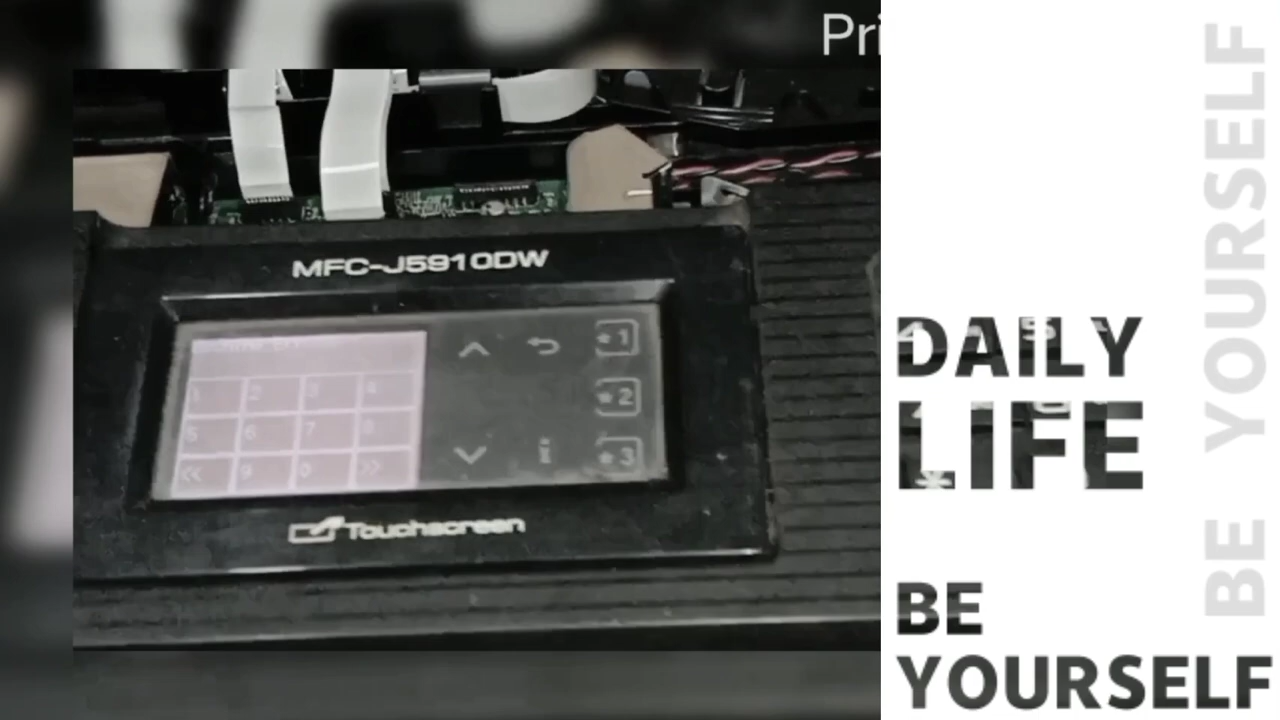 Pri
MFC-J5910DW
1 2 3 4
5 6 7 8
<< 9 0 >>
*1
*2
*3
Touchscreen
DAILY
LIFE
BE
YOURSELF
BE YOURSELF